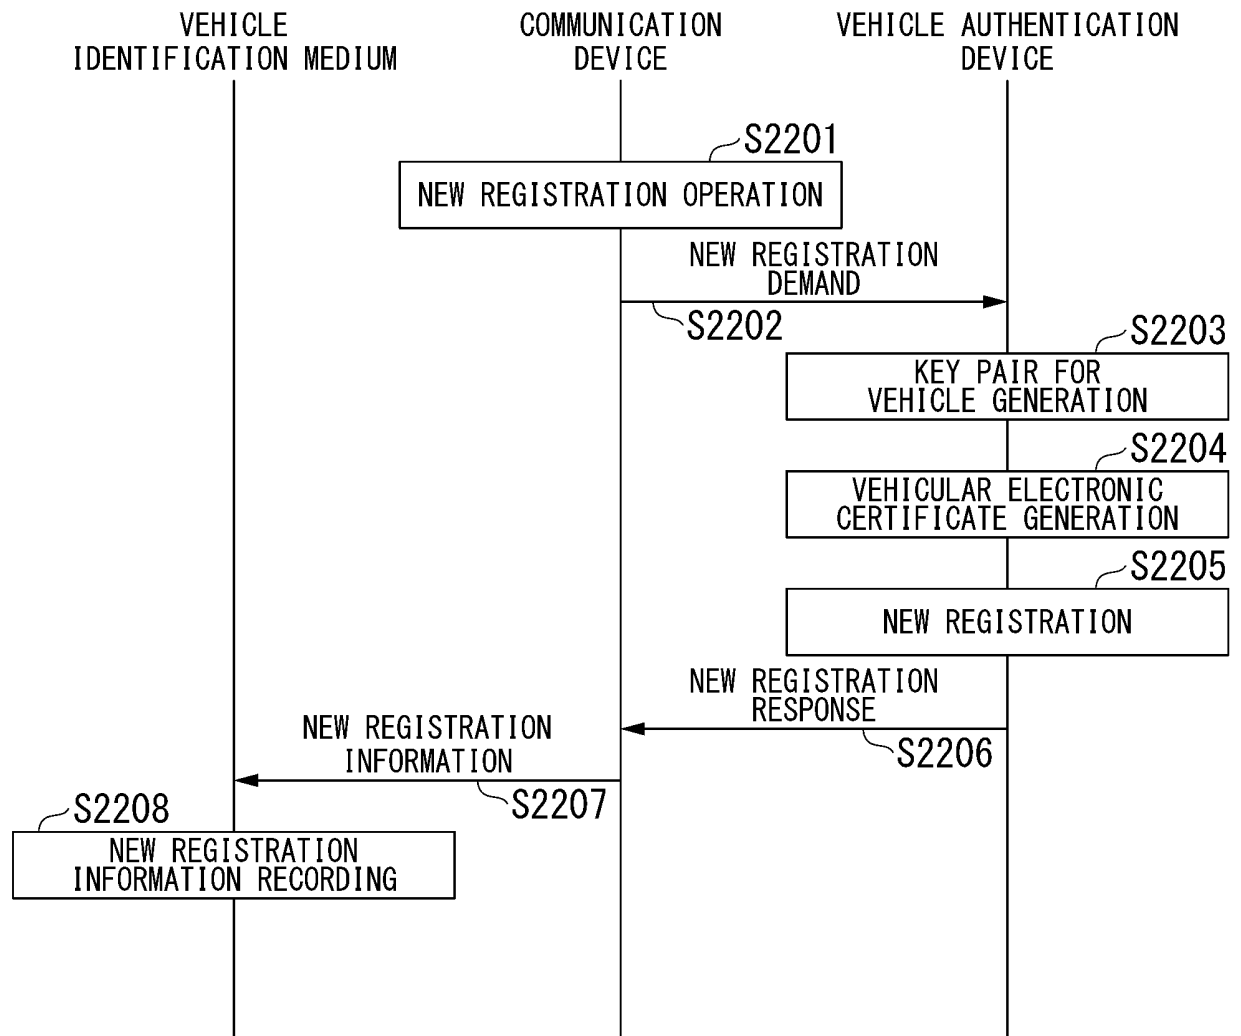 VEHICLE
IDENTIFICATION MEDIUM
COMMUNICATION
DEVICE
VEHICLE AUTHENTICATION
DEVICE
S2201
NEW REGISTRATION OPERATION
NEW REGISTRATION
DEMAND
S2202
S2203
KEY PAIR FOR
VEHICLE GENERATION
S2204
VEHICULAR ELECTRONIC
CERTIFICATE GENERATION
S2205
NEW REGISTRATION
NEW REGISTRATION
RESPONSE
S2206
NEW REGISTRATION
INFORMATION
S2207
S2208
NEW REGISTRATION
INFORMATION RECORDING